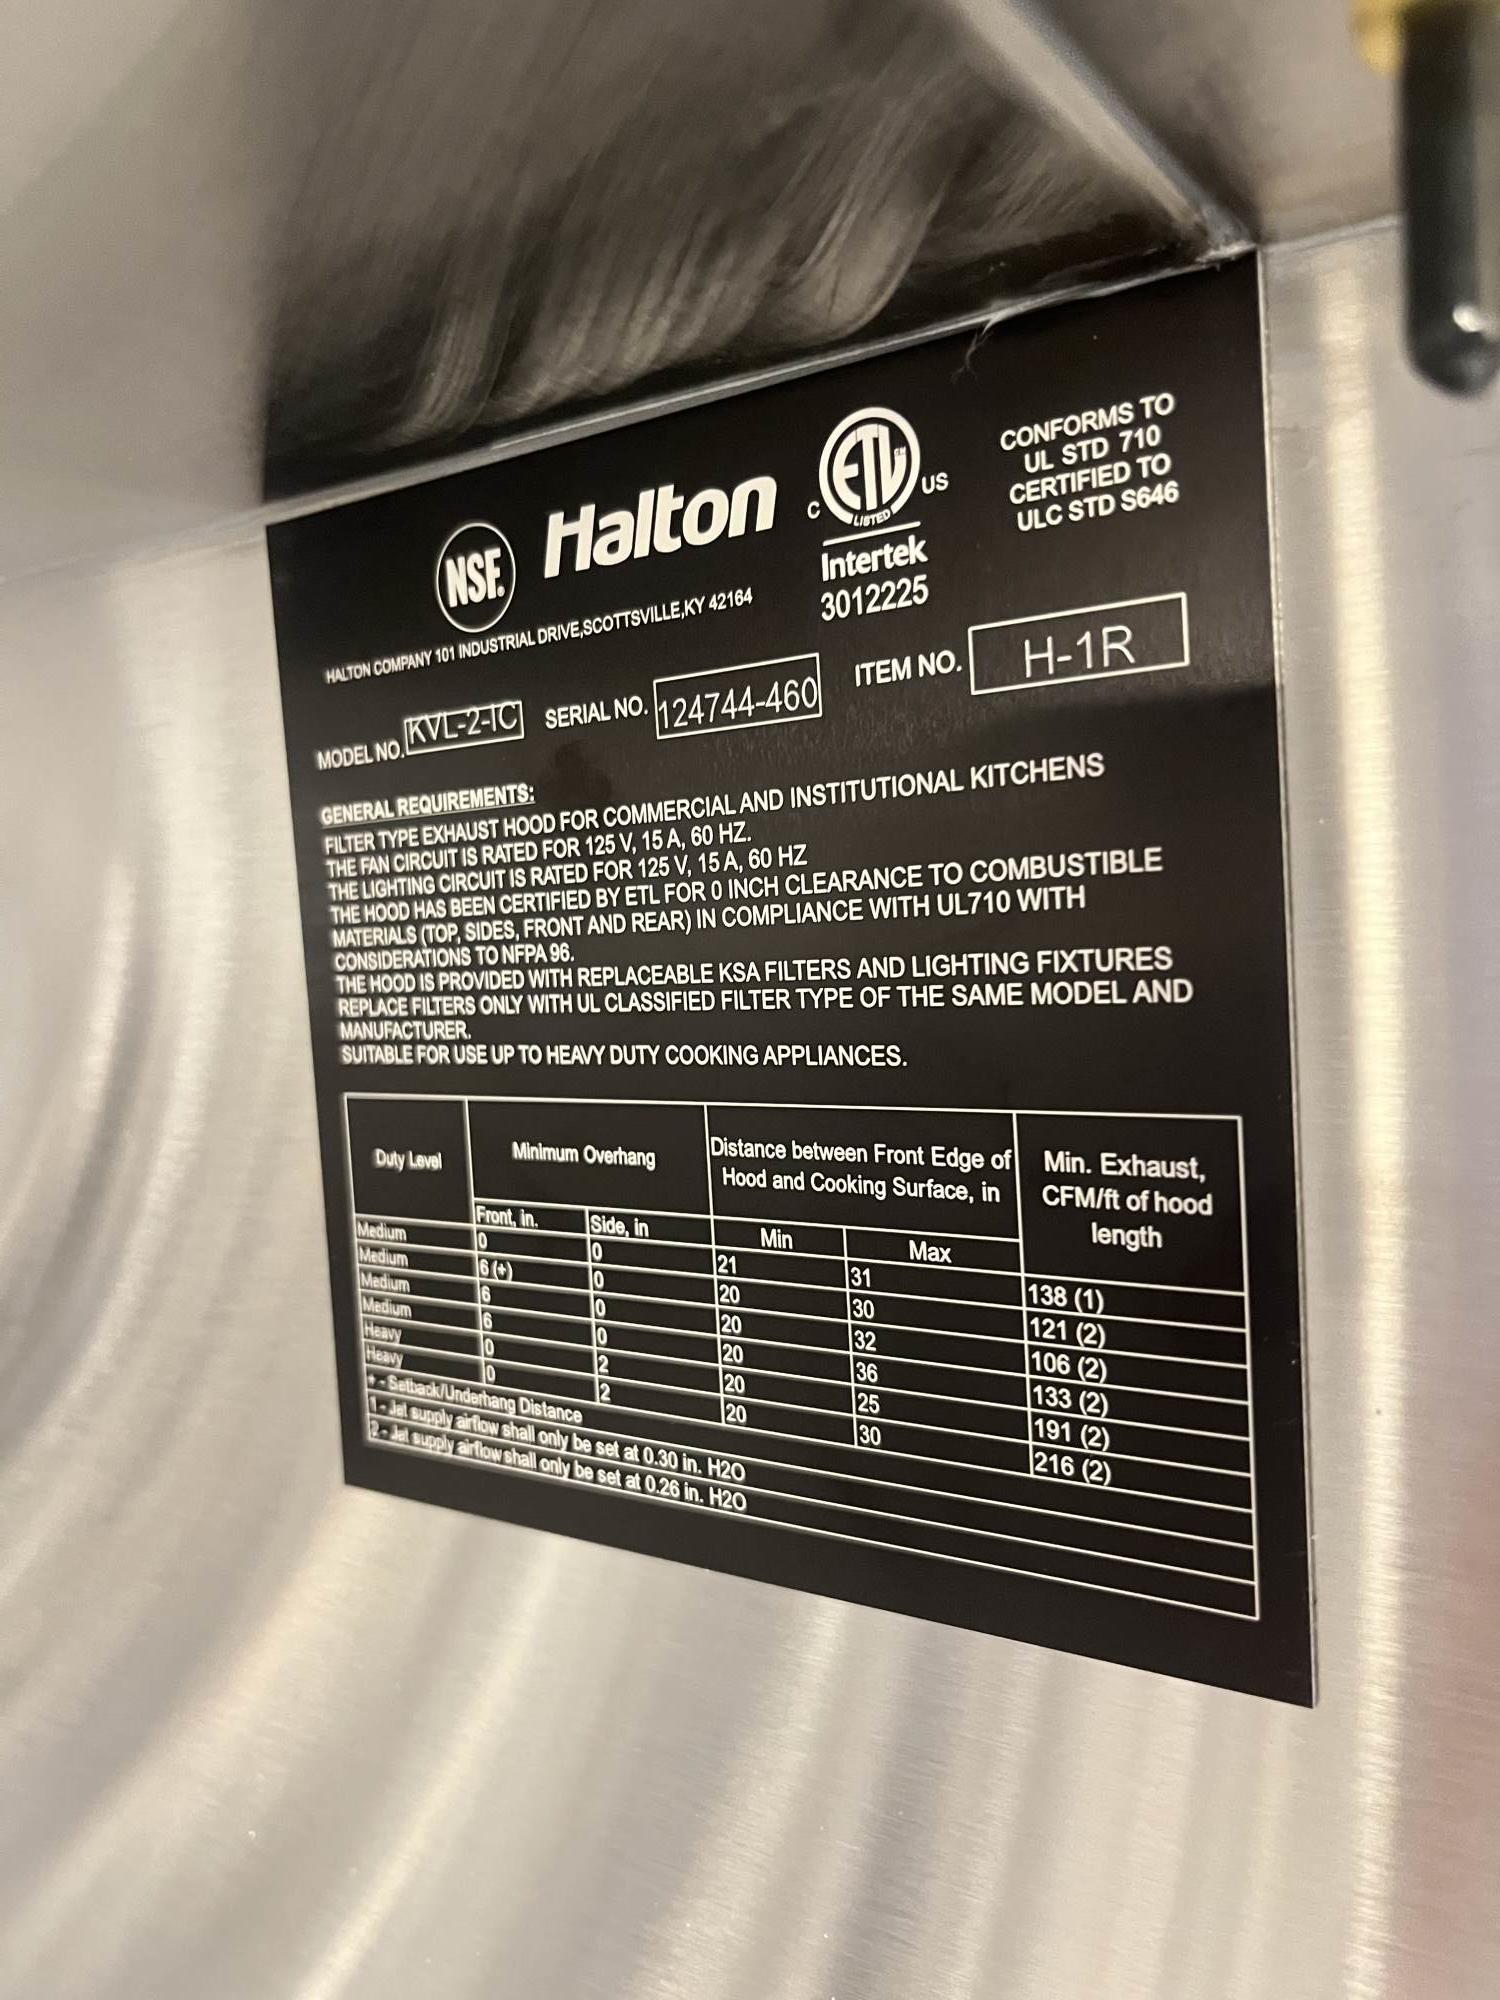 NSF.
Halton
C ETL US
LISTED
Intertek
3012225
CONFORMS TO
UL STD 710
CERTIFIED TO
ULC STD S646
HALTON COMPANY 101 INDUSTRIAL DRIVE,SCOTTSVILLE,KY 42164
MODEL NO. KVL-2-IC SERIAL NO. 124744-460 ITEM NO. H-1R
GENERAL REQUIREMENTS:
FILTER TYPE EXHAUST HOOD FOR COMMERCIAL AND INSTITUTIONAL KITCHENS
THE FAN CIRCUIT IS RATED FOR 125 V, 15 A, 60 HZ.
THE LIGHTING CIRCUIT IS RATED FOR 125 V, 15 A, 60 HZ
THE HOOD HAS BEEN CERTIFIED BY ETL FOR 0 INCH CLEARANCE TO COMBUSTIBLE
MATERIALS (TOP, SIDES, FRONT AND REAR) IN COMPLIANCE WITH UL710 WITH
CONSIDERATIONS TO NFPA 96.
THE HOOD IS PROVIDED WITH REPLACEABLE KSA FILTERS AND LIGHTING FIXTURES
REPLACE FILTERS ONLY WITH UL CLASSIFIED FILTER TYPE OF THE SAME MODEL AND
MANUFACTURER.
SUITABLE FOR USE UP TO HEAVY DUTY COOKING APPLIANCES.
Duty Level
Minimum Overhang
Distance between Front Edge of
Hood and Cooking Surface, in
Min. Exhaust,
CFM/ft of hood
length
Front, in. Side, in Min Max
Medium 0 0 21 31 138 (1)
Medium 6 (+) 0 20 30 121 (2)
Medium 6 0 20 32 106 (2)
Medium 6 0 20 36 133 (2)
Heavy 0 2 20 25 191 (2)
Heavy 0 2 20 30 216 (2)
+ - Setback/Underhang Distance
1 - Jet supply airflow shall only be set at 0.30 in. H2O
2 - Jet supply airflow shall only be set at 0.26 in. H2O